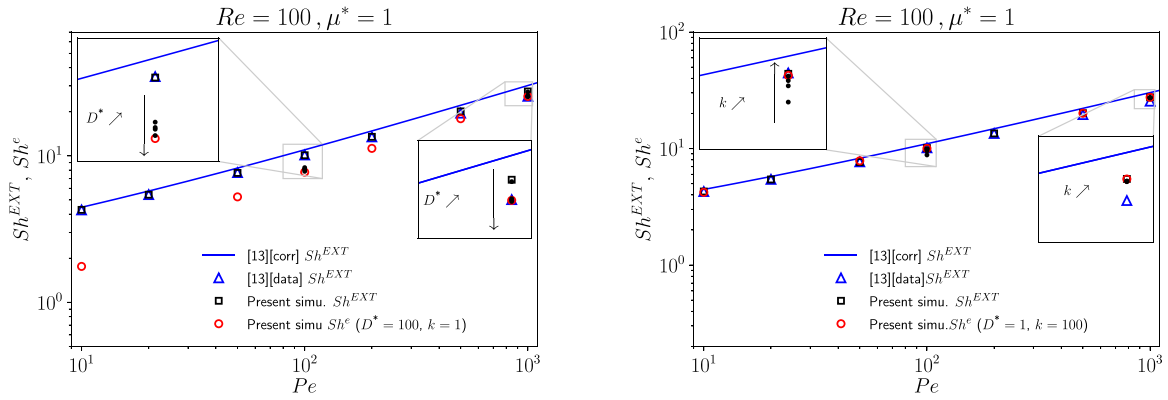 Re = 100 , μ* = 1
Sh^{EXT} , Sh^e
10^1
10^0
D* ↗
D* ↗
[13][corr] Sh^{EXT}
[13][data] Sh^{EXT}
Present simu. Sh^{EXT}
Present simu Sh^e (D* = 100, k = 1)
10^1
10^2
10^3
Pe
Re = 100 , μ* = 1
Sh^{EXT} , Sh^e
10^2
10^1
10^0
k ↗
k ↗
[13][corr] Sh^{EXT}
[13][data]Sh^{EXT}
Present simu. Sh^{EXT}
Present simu.Sh^e (D* = 1, k = 100)
10^1
10^2
10^3
Pe